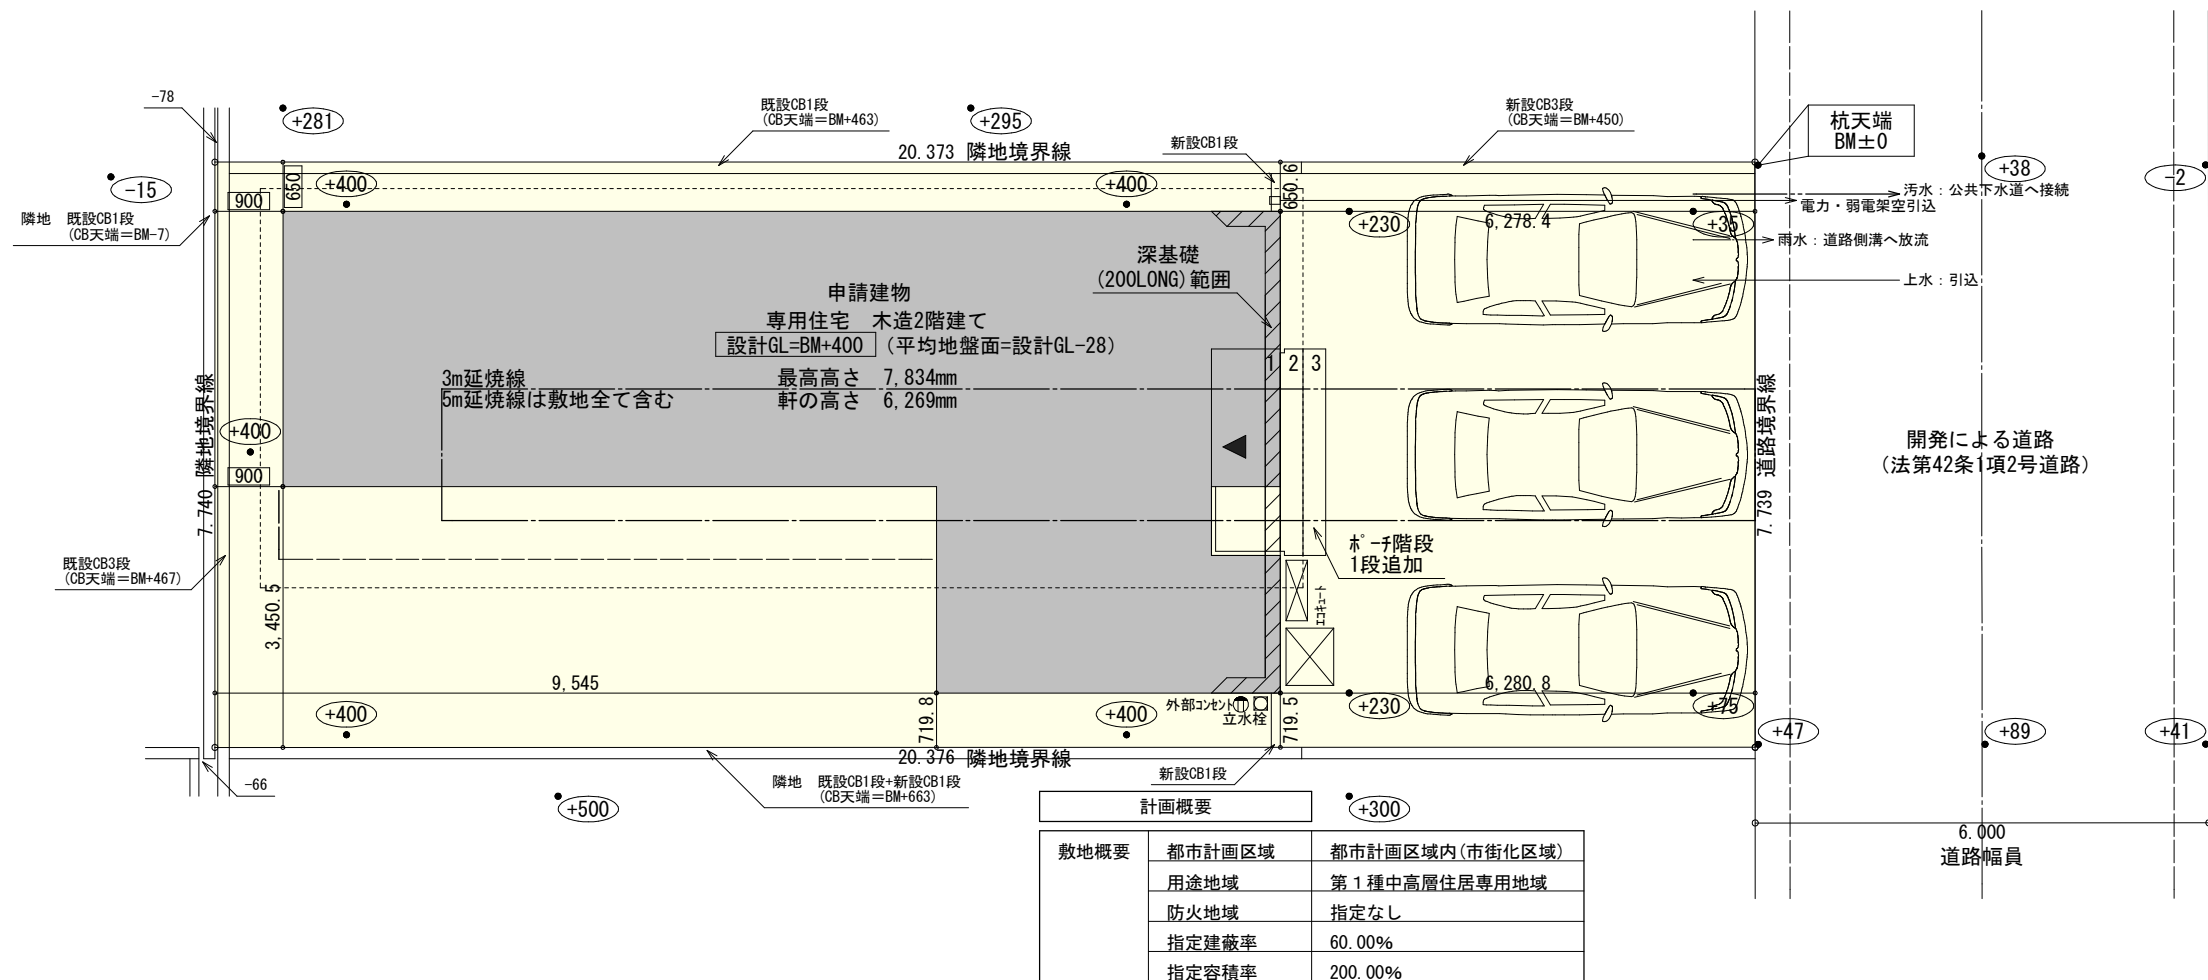 -78
+281
既設CB1段
(CB天端＝BM+463)
+295
新設CB1段
新設CB3段
(CB天端＝BM+450)
杭天端
BM±0
20.373 隣地境界線
-15
900
650
+400
+400
650.6
+38
-2
汚水：公共下水道へ接続
電力・弱電架空引込
隣地　既設CB1段
(CB天端＝BM-7)
+230
6,278.4
+35
雨水：道路側溝へ放流
上水：引込
深基礎
(200LONG)範囲
申請建物
専用住宅　木造2階建て
設計GL=BM+400 (平均地盤面=設計GL-28)
1 2 3
3m延焼線
5m延焼線は敷地全て含む
最高高さ　7,834mm
軒の高さ　6,269mm
7.740 隣地境界線
+400
900
7.739 道路境界線
開発による道路
(法第42条1項2号道路)
既設CB3段
(CB天端＝BM+467)
ﾎﾟｰﾁ階段
1段追加
ｴｺｷｭｰﾄ
3,450.5
9,545
6,280.8
+400
719.8
+400
外部ｺﾝｾﾝﾄ
立水栓
719.5
+230
+75
+47
+89
+41
20.376 隣地境界線
-66
隣地　既設CB1段+新設CB1段
(CB天端＝BM+663)
新設CB1段
+500
+300
6.000
道路幅員
計画概要
敷地概要 都市計画区域 都市計画区域内(市街化区域)
用途地域 第１種中高層住居専用地域
防火地域 指定なし
指定建蔽率 60.00%
指定容積率 200.00%